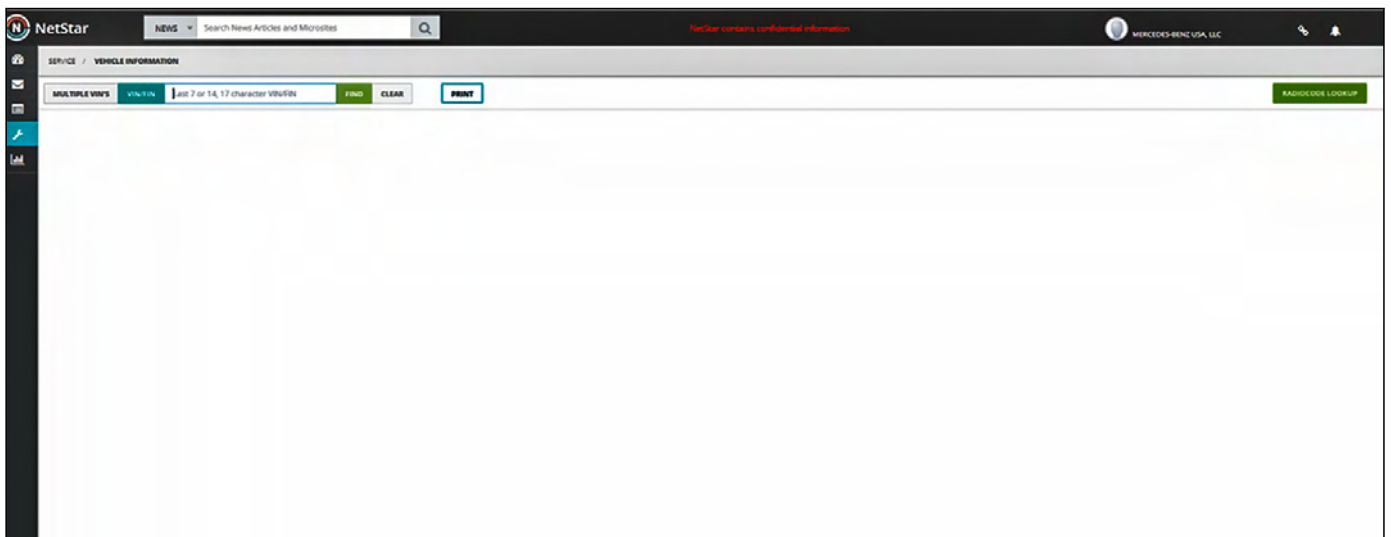 N NetStar NEWS Search News Articles and Microsites NetStar contains confidential information MERCEDES-BENZ USA, LLC
SERVICE / VEHICLE INFORMATION
MULTIPLE VIN'S VIN/FIN Last 7 or 14, 17 character VIN/FIN FIND CLEAR PRINT RADIOCODE LOOKUP